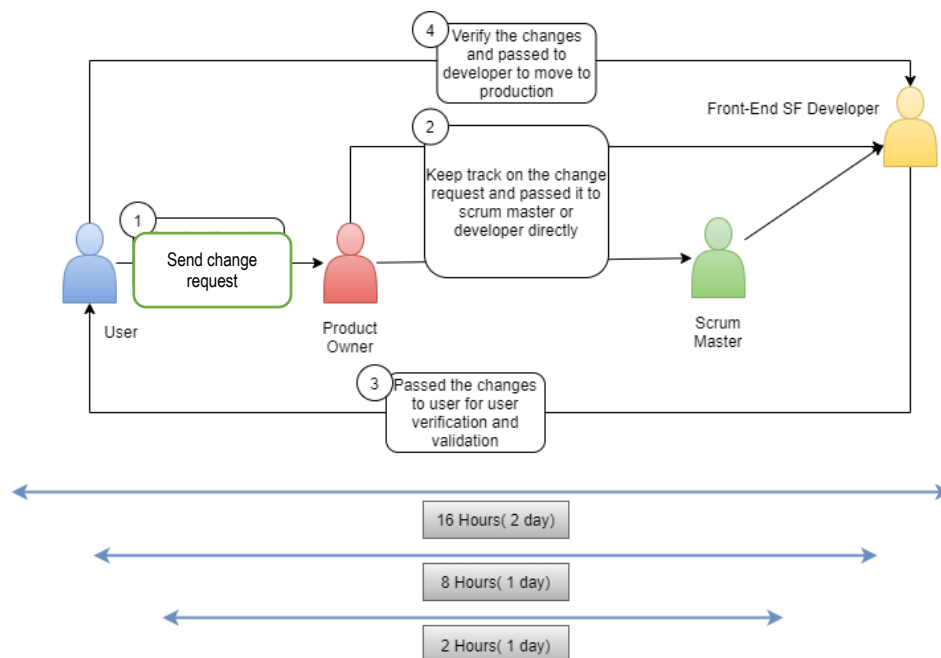 4
Verify the changes
and passed to
developer to move to
production
Front-End SF Developer
2
Keep track on the change
request and passed it to
scrum master or
developer directly
1
Send change
request
User
Product
Owner
Scrum
Master
3
Passed the changes
to user for user
verification and
validation
16 Hours( 2 day)
8 Hours( 1 day)
2 Hours( 1 day)